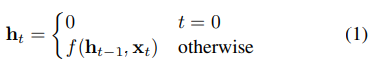 h_t = { 0 t = 0
f(h_{t−1}, x_t) otherwise (1)